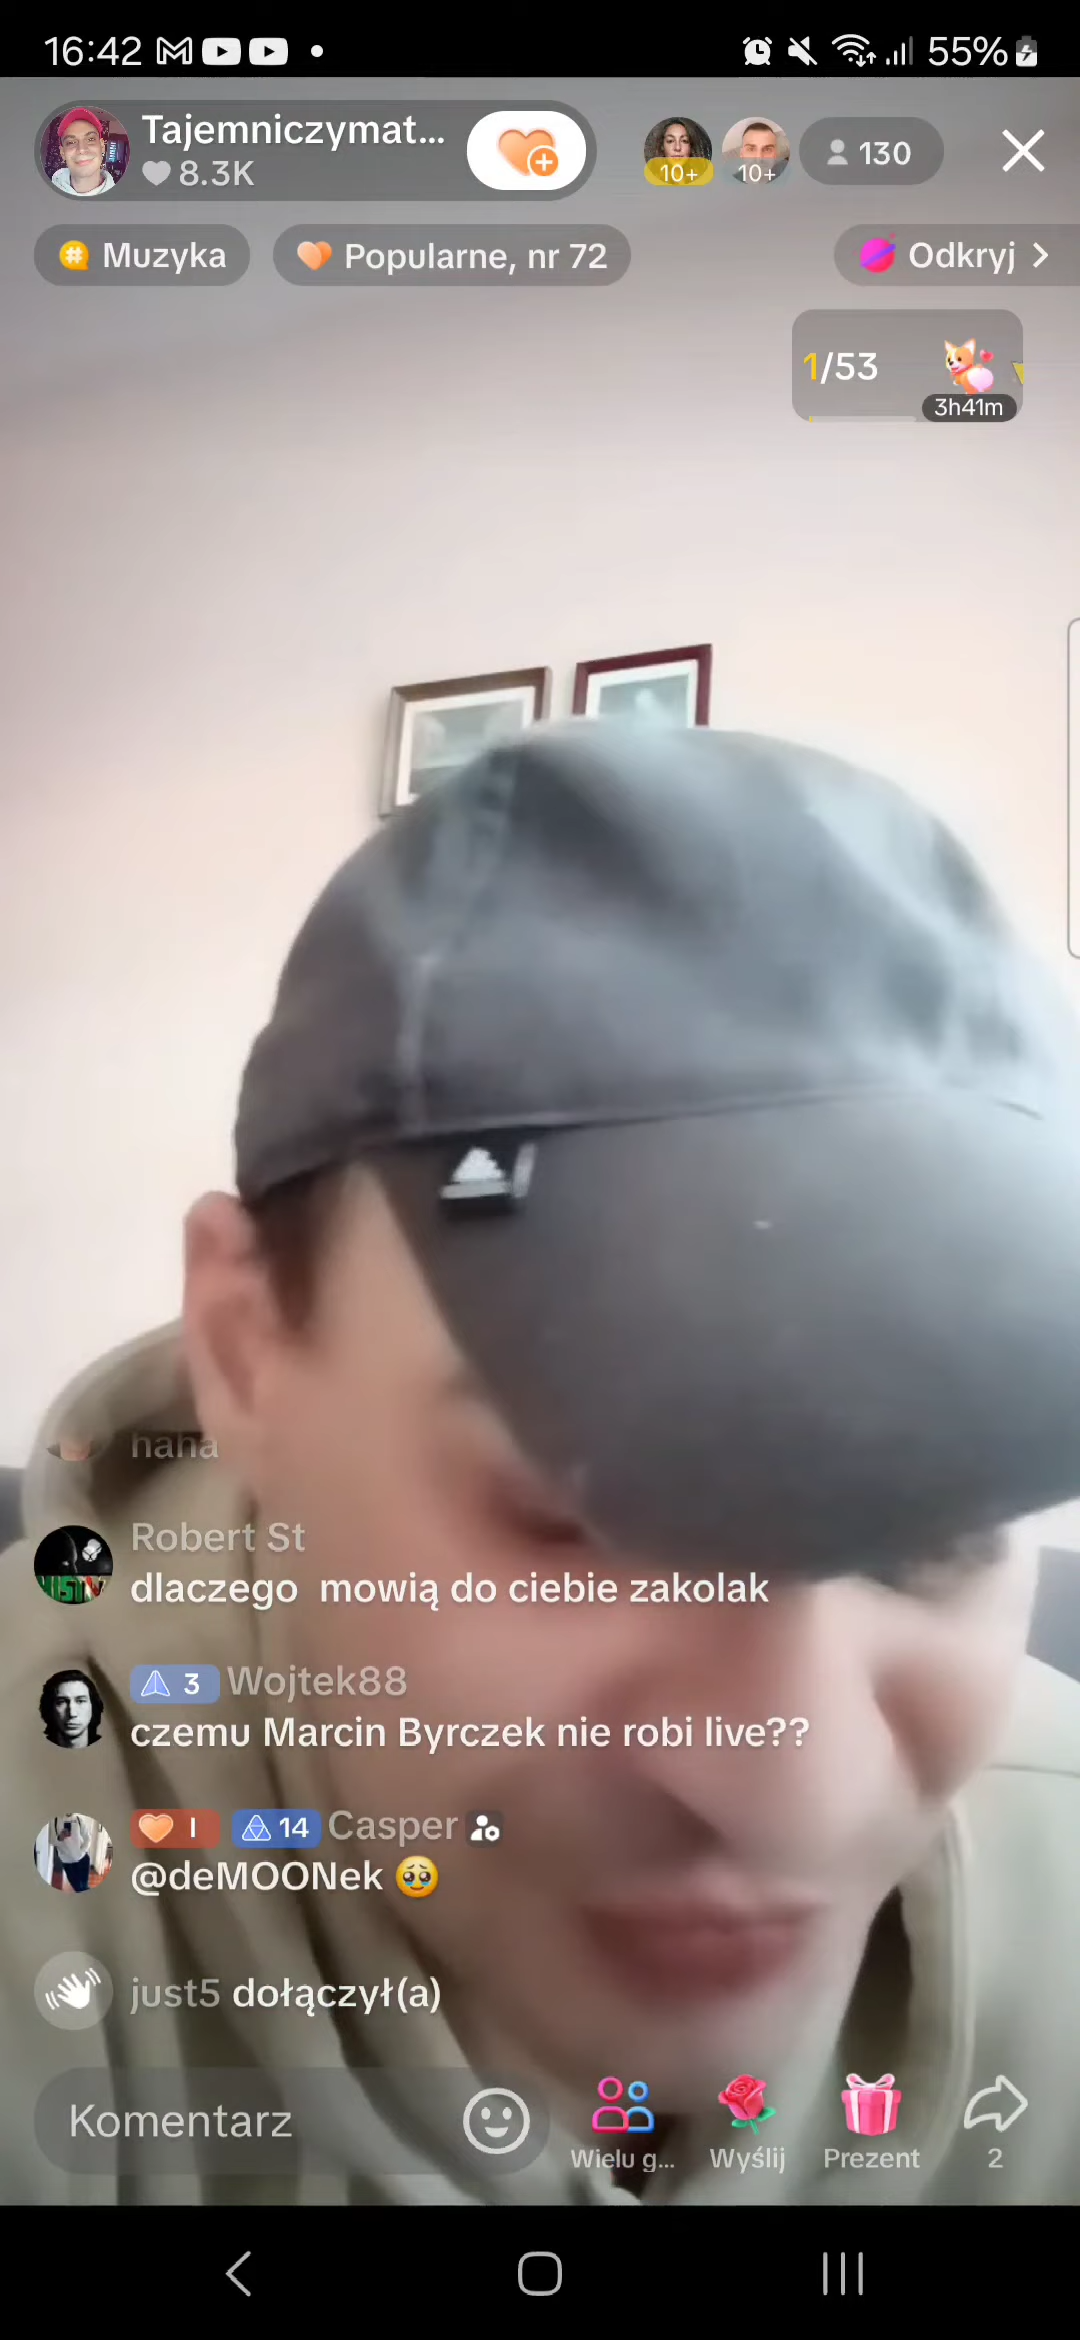 16:42
55%
Tajemniczymat...
8.3K
10+
10+
130
Muzyka
Popularne, nr 72
Odkryj
1/53
3h41m
haha
Robert St
dlaczego mowią do ciebie zakolak
3 Wojtek88
czemu Marcin Byrczek nie robi live??
I 14 Casper
@deMOONek 🥹
just5 dołączył(a)
Komentarz
Wielu g...
Wyślij
Prezent
2